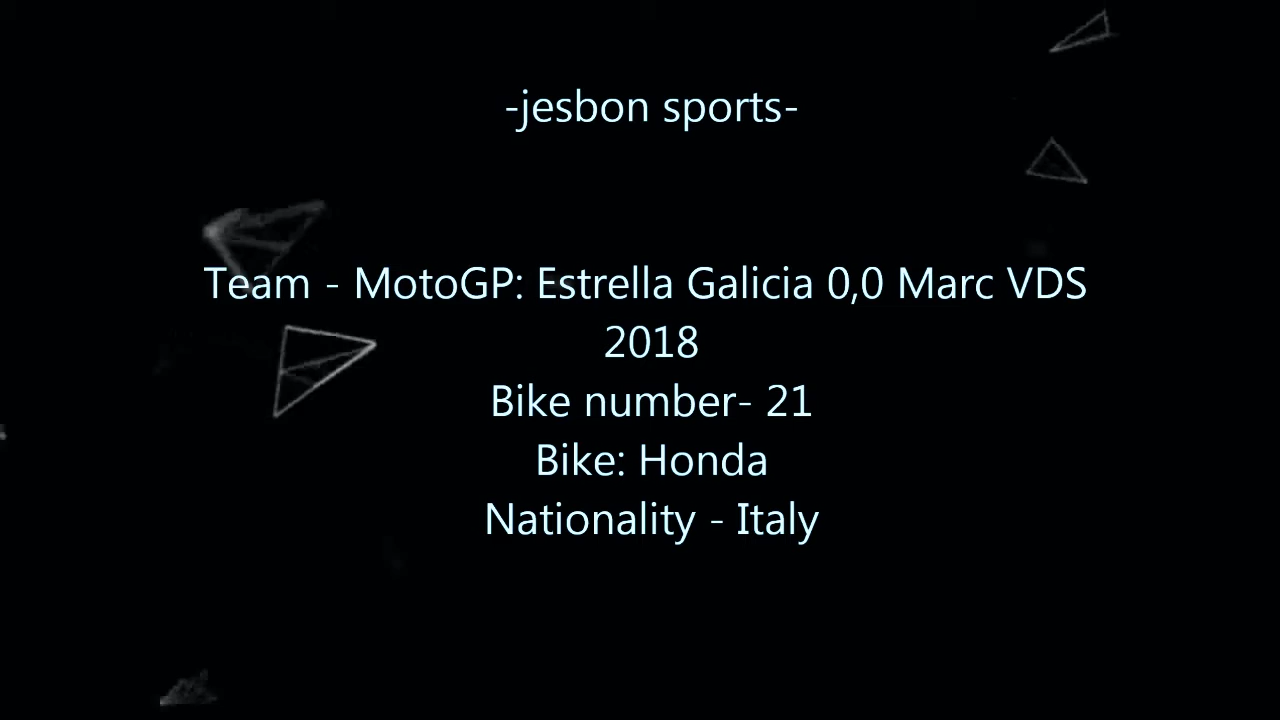 -jesbon sports-
Team - MotoGP: Estrella Galicia 0,0 Marc VDS
2018
Bike number- 21
Bike: Honda
Nationality - Italy